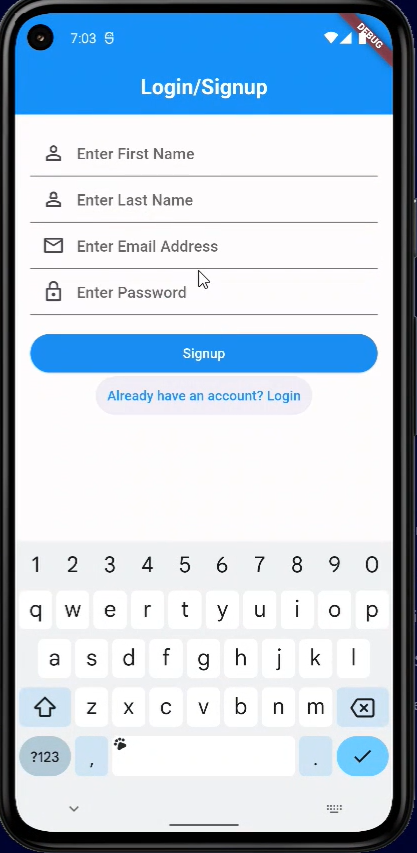 7:03
DEBUG
Login/Signup
Enter First Name
Enter Last Name
Enter Email Address
Enter Password
Signup
Already have an account? Login
1 2 3 4 5 6 7 8 9 0
q w e r t y u i o p
a s d f g h j k l
z x c v b n m
?123 , .